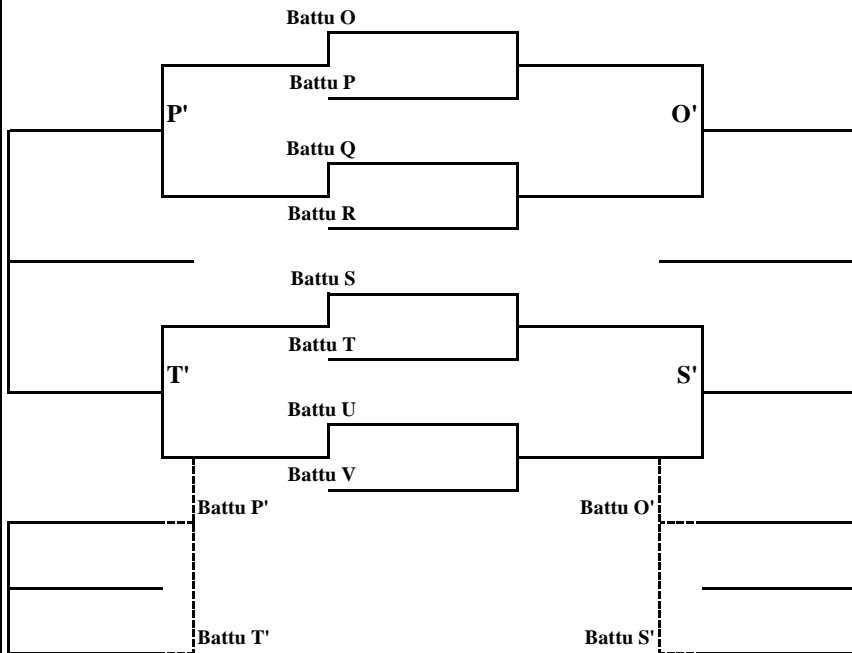 Battu O
Battu P
P' O'
Battu Q
Battu R
Battu S
Battu T
T' S'
Battu U
Battu V
Battu P' Battu O'
Battu T' Battu S'